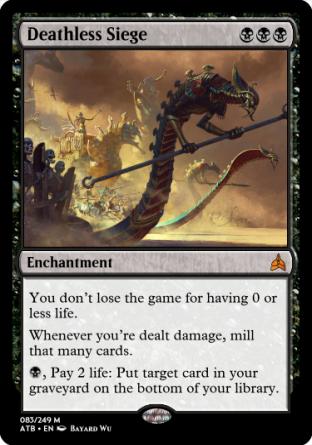 Deathless Siege
Enchantment
You don't lose the game for having 0 or
less life.
Whenever you're dealt damage, mill
that many cards.
, Pay 2 life: Put target card in your
graveyard on the bottom of your library.
083/249 M
ATB • EN Bayard Wu